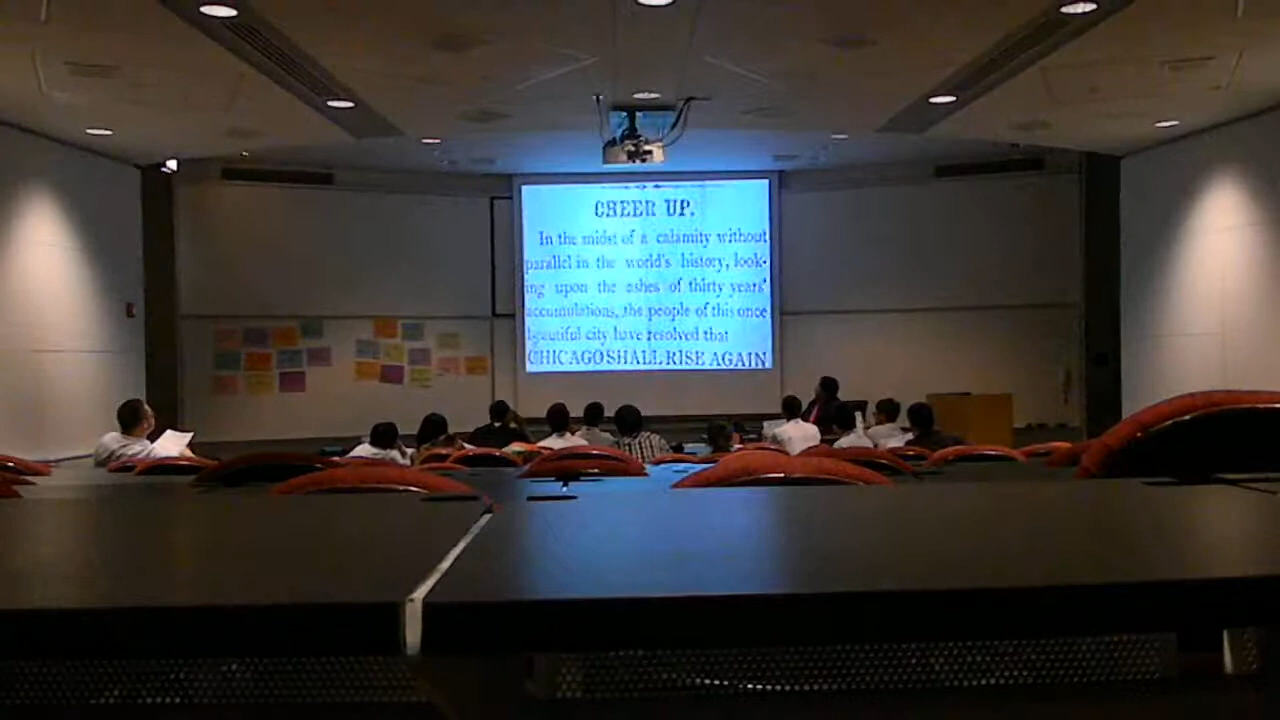 CHEER UP.
In the midst of a calamity without
parallel in the world's history, look-
ing upon the ashes of thirty years'
accumulations, the people of this once
beautiful city have resolved that
CHICAGO SHALL RISE AGAIN